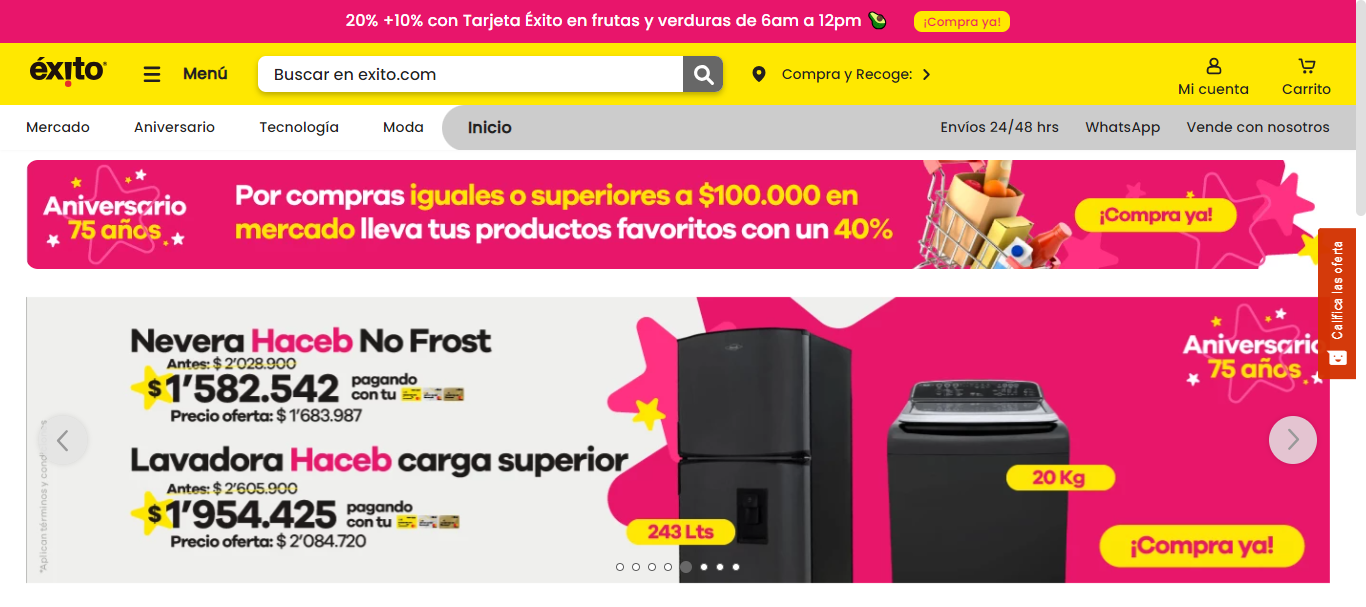 20% +10% con Tarjeta Éxito en frutas y verduras de 6am a 12pm 🥑 ¡Compra ya!
éxito Menú Buscar en exito.com Compra y Recoge: Mi cuenta Carrito
Mercado Aniversario Tecnología Moda Inicio Envíos 24/48 hrs WhatsApp Vende con nosotros
Aniversario
75 años
Por compras iguales o superiores a $100.000 en
mercado lleva tus productos favoritos con un 40%
¡Compra ya!
Califica las oferta
Nevera Haceb No Frost
Antes: $ 2'028.900
$1'582.542 pagando
con tu
Precio oferta: $ 1'683.987
Lavadora Haceb carga superior
Antes: $ 2'605.900
$1'954.425 pagando
con tu
Precio oferta: $ 2'084.720
*Aplican términos y
243 Lts
20 Kg
Aniversario
75 años
¡Compra ya!